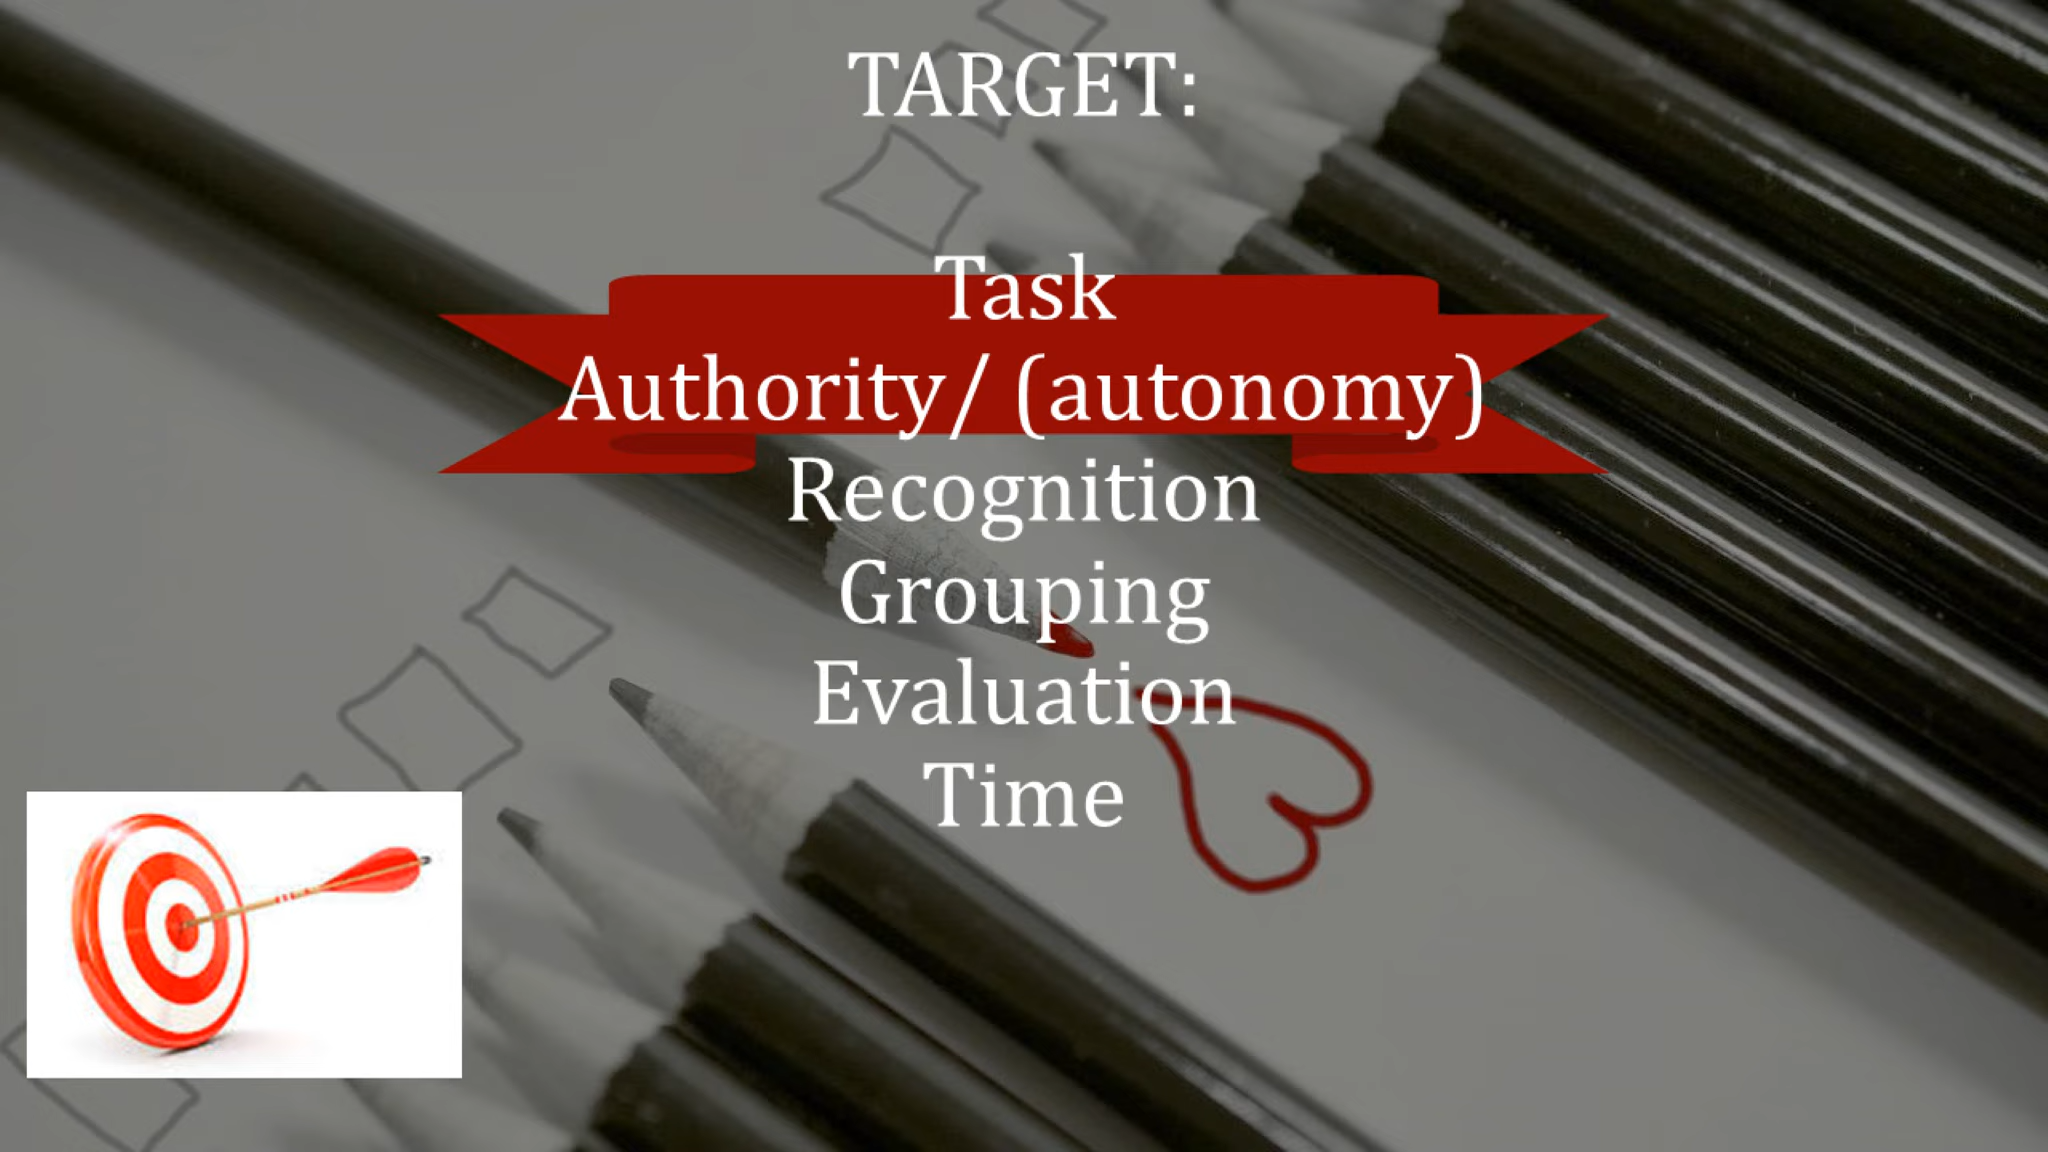 TARGET:
Task
Authority/ (autonomy)
Recognition
Grouping
Evaluation
Time